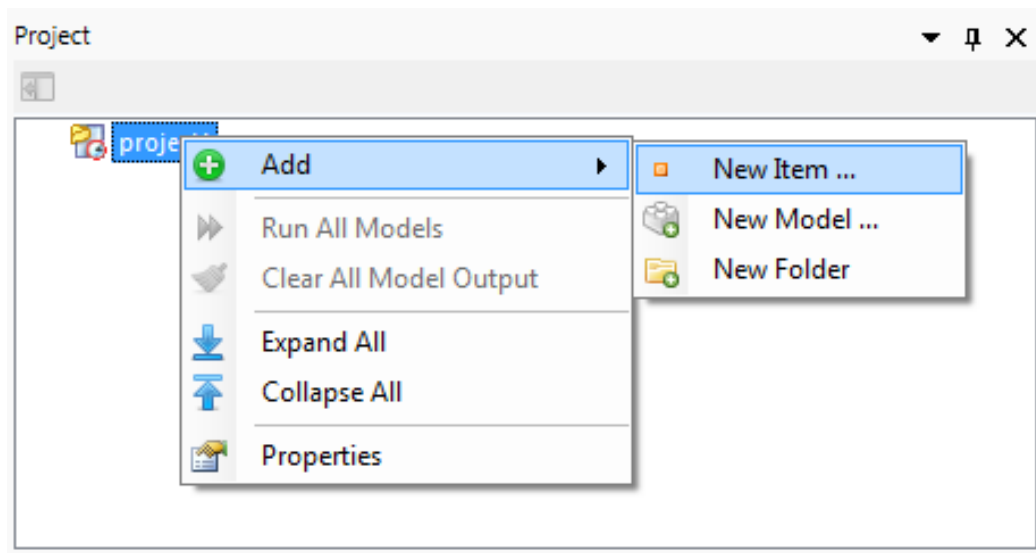 Project
Add
Run All Models
Clear All Model Output
Expand All
Collapse All
Properties
New Item ...
New Model ...
New Folder